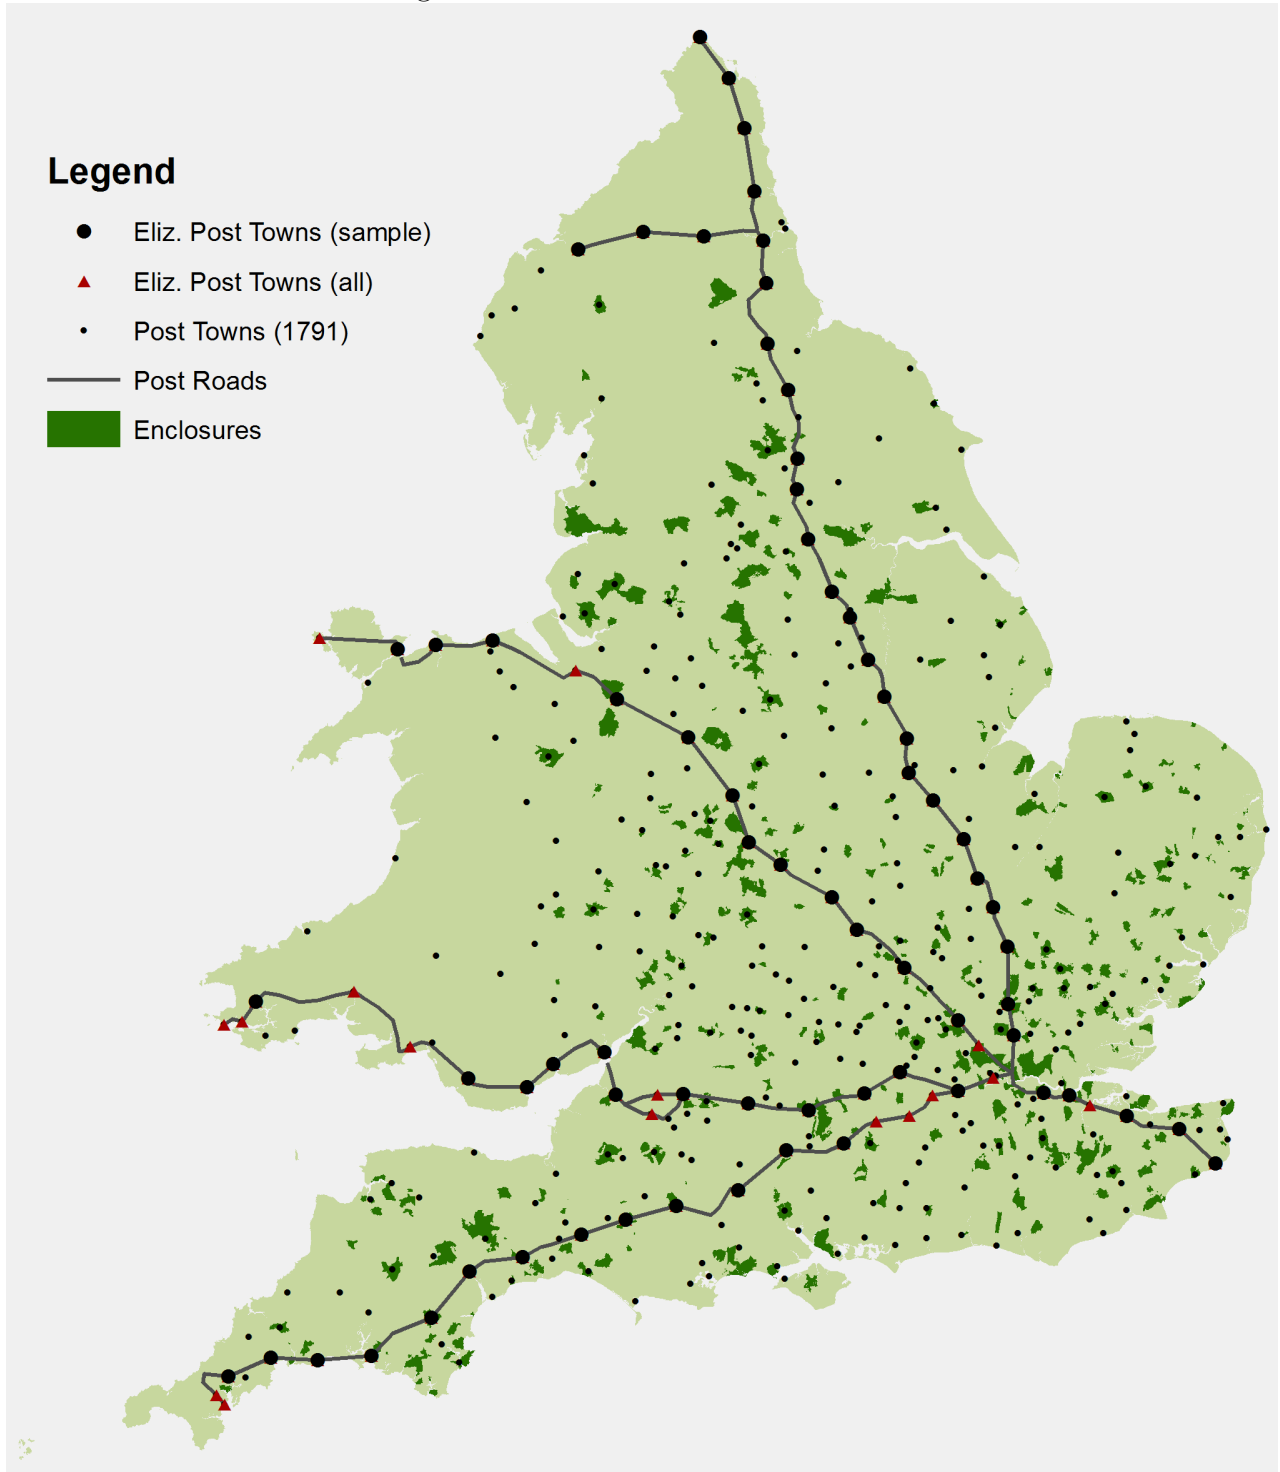 Legend
Eliz. Post Towns (sample)
Eliz. Post Towns (all)
Post Towns (1791)
Post Roads
Enclosures